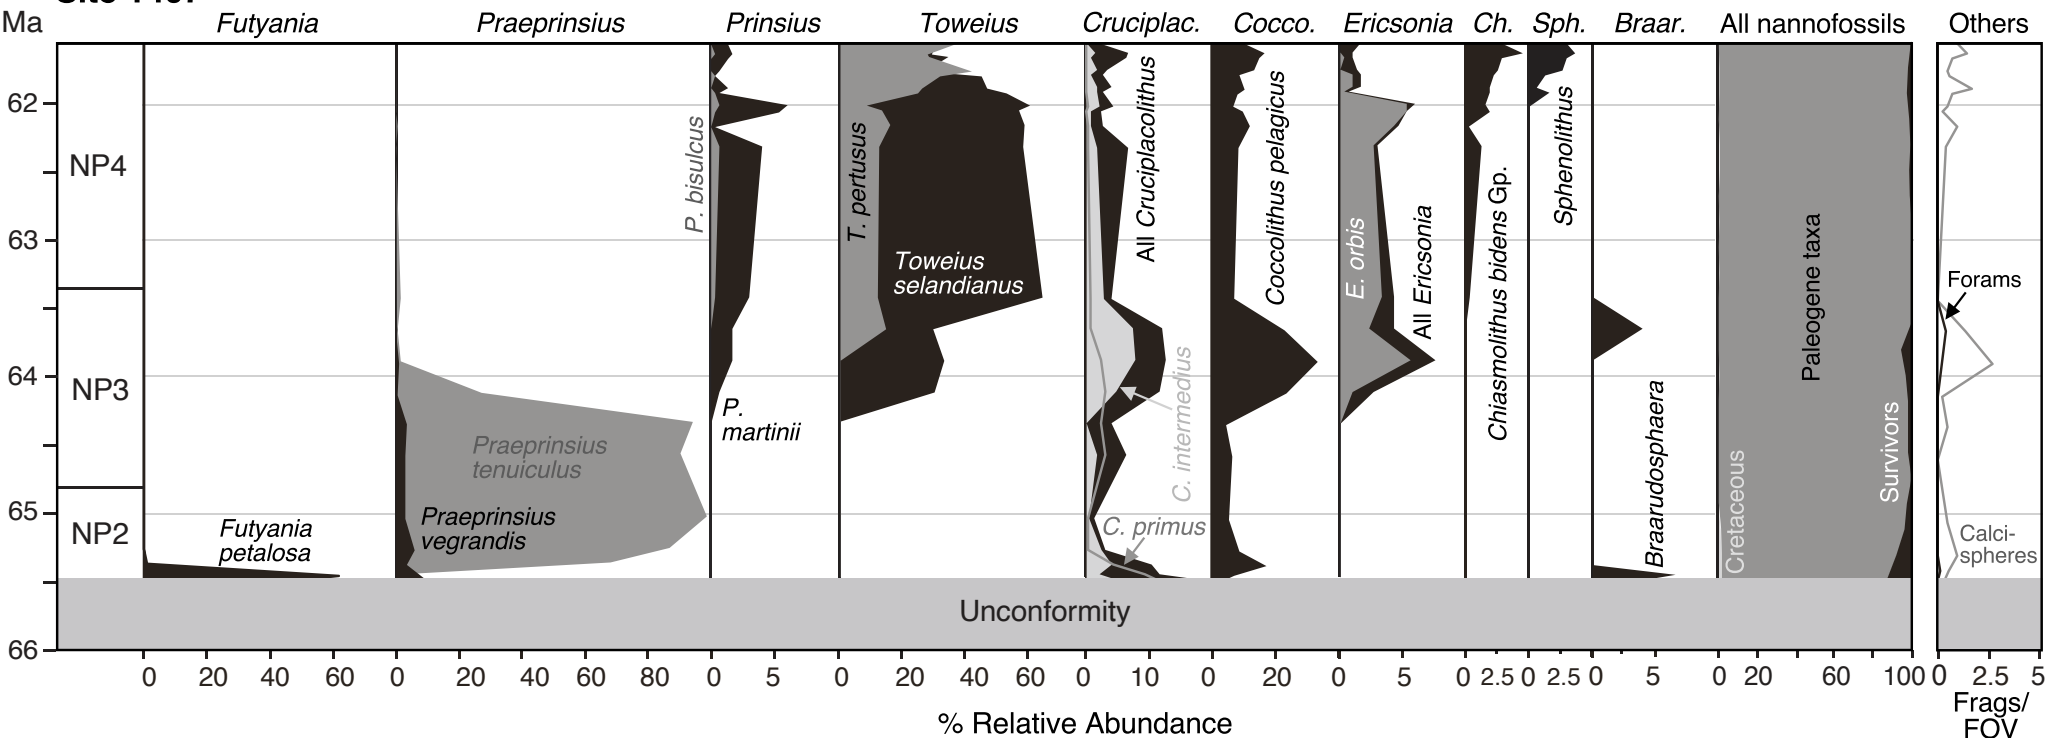 Ma
Futyania Praeprinsius Prinsius Toweius Cruciplac. Cocco. Ericsonia Ch. Sph. Braar. All nannofossils Others
62
63
64
65
66
NP4
NP3
NP2
Futyania
petalosa
Praeprinsius
tenuiculus
Praeprinsius
vegrandis
P. bisulcus
P.
martinii
T. pertusus
Toweius
selandianus
All Cruciplacolithus
C. intermedius
C. primus
Coccolithus pelagicus
E. orbis
All Ericsonia
Chiasmolithus bidens Gp.
Sphenolithus
Braarudosphaera
Cretaceous
Paleogene taxa
Survivors
Forams
Calci-
spheres
Unconformity
0 20 40 60 0 20 40 60 80 0 5 0 20 40 60 0 10 0 20 0 5 0 2.5 0 2.5 0 5 0 20 60 100 0 2.5 5
% Relative Abundance
Frags/
FOV